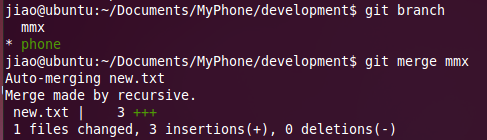 jiao@ubuntu:~/Documents/MyPhone/development$ git branch
  mmx
* phone
jiao@ubuntu:~/Documents/MyPhone/development$ git merge mmx
Auto-merging new.txt
Merge made by recursive.
 new.txt |    3 +++
 1 files changed, 3 insertions(+), 0 deletions(-)